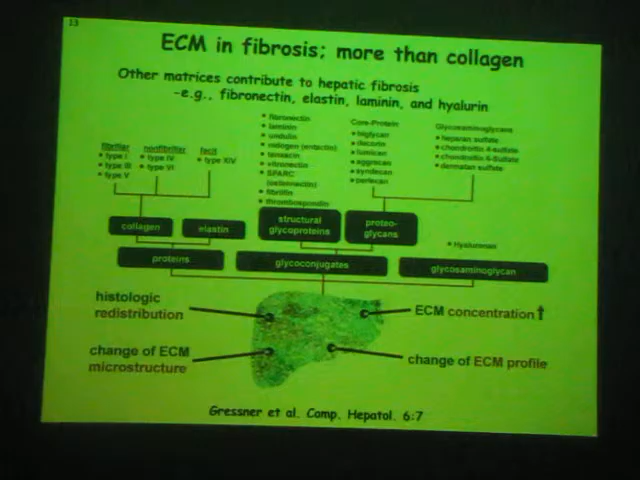 13
ECM in fibrosis; more than collagen
Other matrices contribute to hepatic fibrosis
-e.g., fibronectin, elastin, laminin, and hyalurin
fibrillar
• type I
• type III
• type V
nonfibrillar
• type IV
• type VI
facit
• type XIV
• fibronectin
• laminin
• undulin
• nidogen (entactin)
• tenascin
• vitronectin
• SPARC
(osteonectin)
• fibrillin
• thrombospondin
Core-Protein
• biglycan
• decorin
• lumican
• aggrecan
• syndecan
• perlecan
Glycosaminoglycans
• heparan sulfate
• chondroitin 4-sulfate
• chondroitin 6-Sulfate
• dermatan sulfate
collagen
elastin
structural
glycoproteins
proteo-
glycans
• Hyaluronan
proteins
glycoconjugates
glycosaminoglycan
histologic
redistribution
ECM concentration↑
change of ECM
microstructure
change of ECM profile
Gressner et al. Comp. Hepatol. 6:7